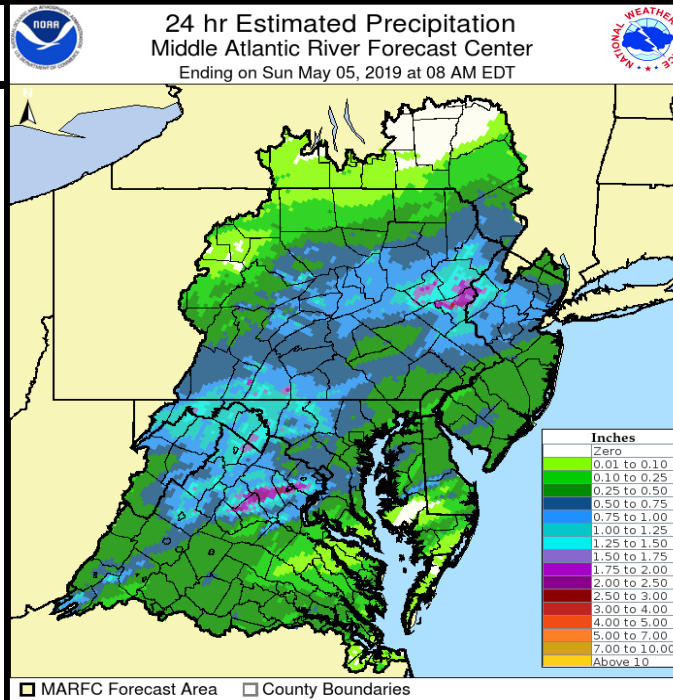 24 hr Estimated Precipitation
Middle Atlantic River Forecast Center
Ending on Sun May 05, 2019 at 08 AM EDT
NOAA
NATIONAL WEATHER
N
Inches
Zero
0.01 to 0.10
0.10 to 0.25
0.25 to 0.50
0.50 to 0.75
0.75 to 1.00
1.00 to 1.25
1.25 to 1.50
1.50 to 1.75
1.75 to 2.00
2.00 to 2.50
2.50 to 3.00
3.00 to 4.00
4.00 to 5.00
5.00 to 7.00
7.00 to 10.00
Above 10
MARFC Forecast Area
County Boundaries